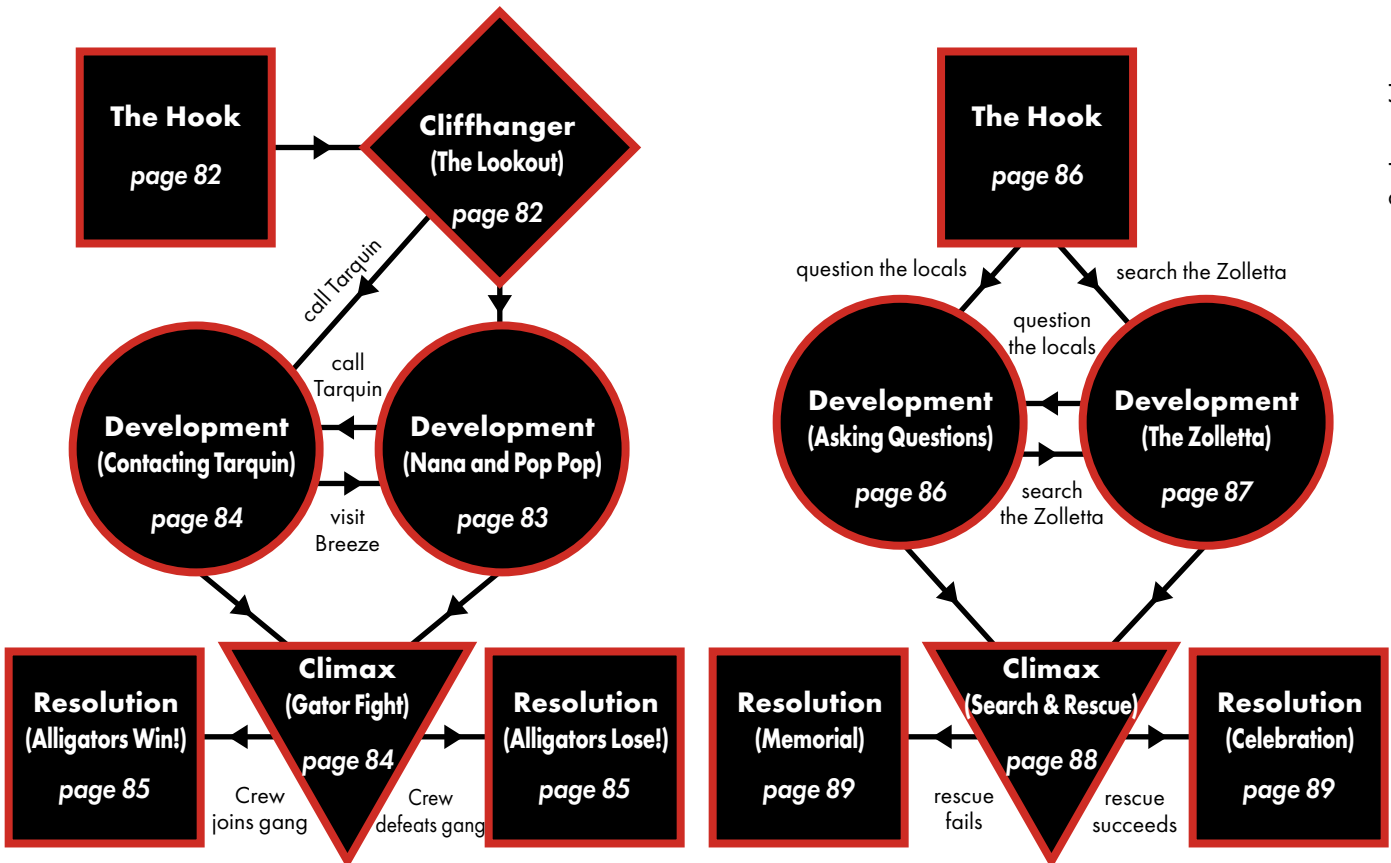 The Hook
page 82
Cliffhanger
(The Lookout)
page 82
call Tarquin
call
Tarquin
Development
(Contacting Tarquin)
page 84
Development
(Nana and Pop Pop)
page 83
visit
Breeze
Resolution
(Alligators Win!)
page 85
Climax
(Gator Fight)
page 84
Resolution
(Alligators Lose!)
page 85
Crew
joins gang
Crew
defeats gang
The Hook
page 86
question the locals
search the Zolletta
question
the locals
Development
(Asking Questions)
page 86
Development
(The Zolletta)
page 87
search
the Zolletta
Resolution
(Memorial)
page 89
Climax
(Search & Rescue)
page 88
Resolution
(Celebration)
page 89
rescue
fails
rescue
succeeds